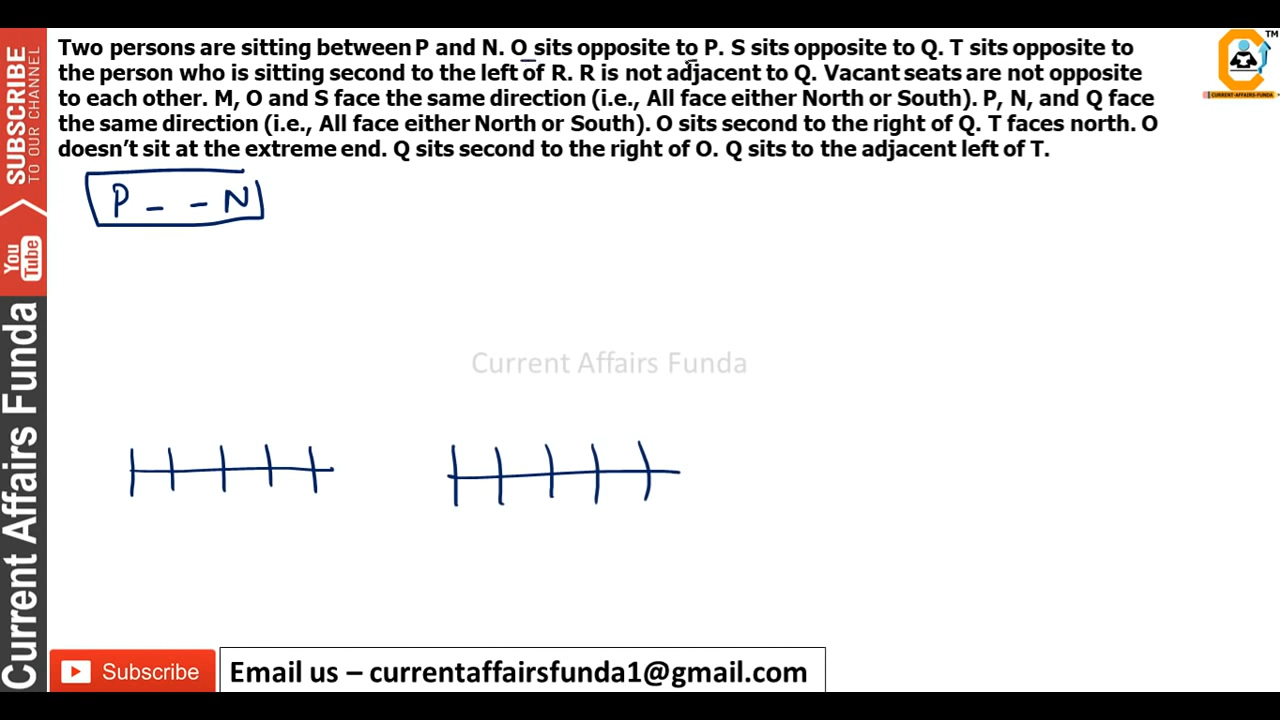 Two persons are sitting between P and N. O sits opposite to P. S sits opposite to Q. T sits opposite to
the person who is sitting second to the left of R. R is not adjacent to Q. Vacant seats are not opposite
to each other. M, O and S face the same direction (i.e., All face either North or South). P, N, and Q face
the same direction (i.e., All face either North or South). O sits second to the right of Q. T faces north. O
doesn't sit at the extreme end. Q sits second to the right of O. Q sits to the adjacent left of T.
P _ _ N
Current Affairs Funda
SUBSCRIBE
TO OUR CHANNEL
You
Tube
Current Affairs Funda
C
TM
CURRENT-AFFAIRS-FUNDA
Subscribe
Email us – currentaffairsfunda1@gmail.com